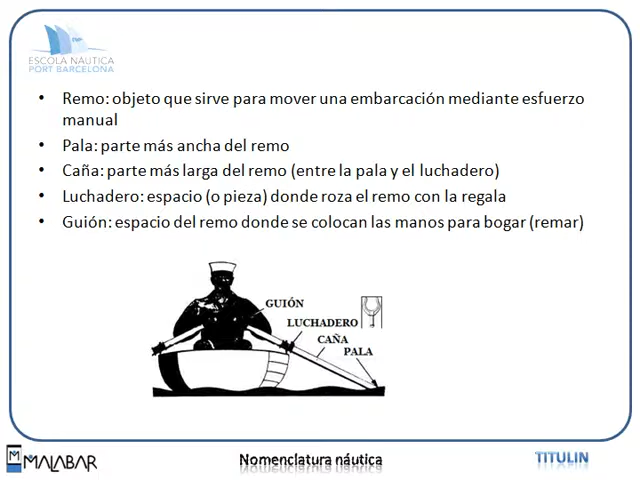 ESCOLA NÀUTICA
PORT BARCELONA
• Remo: objeto que sirve para mover una embarcación mediante esfuerzo
manual
• Pala: parte más ancha del remo
• Caña: parte más larga del remo (entre la pala y el luchadero)
• Luchadero: espacio (o pieza) donde roza el remo con la regala
• Guión: espacio del remo donde se colocan las manos para bogar (remar)
GUIÓN
LUCHADERO
CAÑA
PALA
MALABAR
Nomenclatura náutica
TITULIN